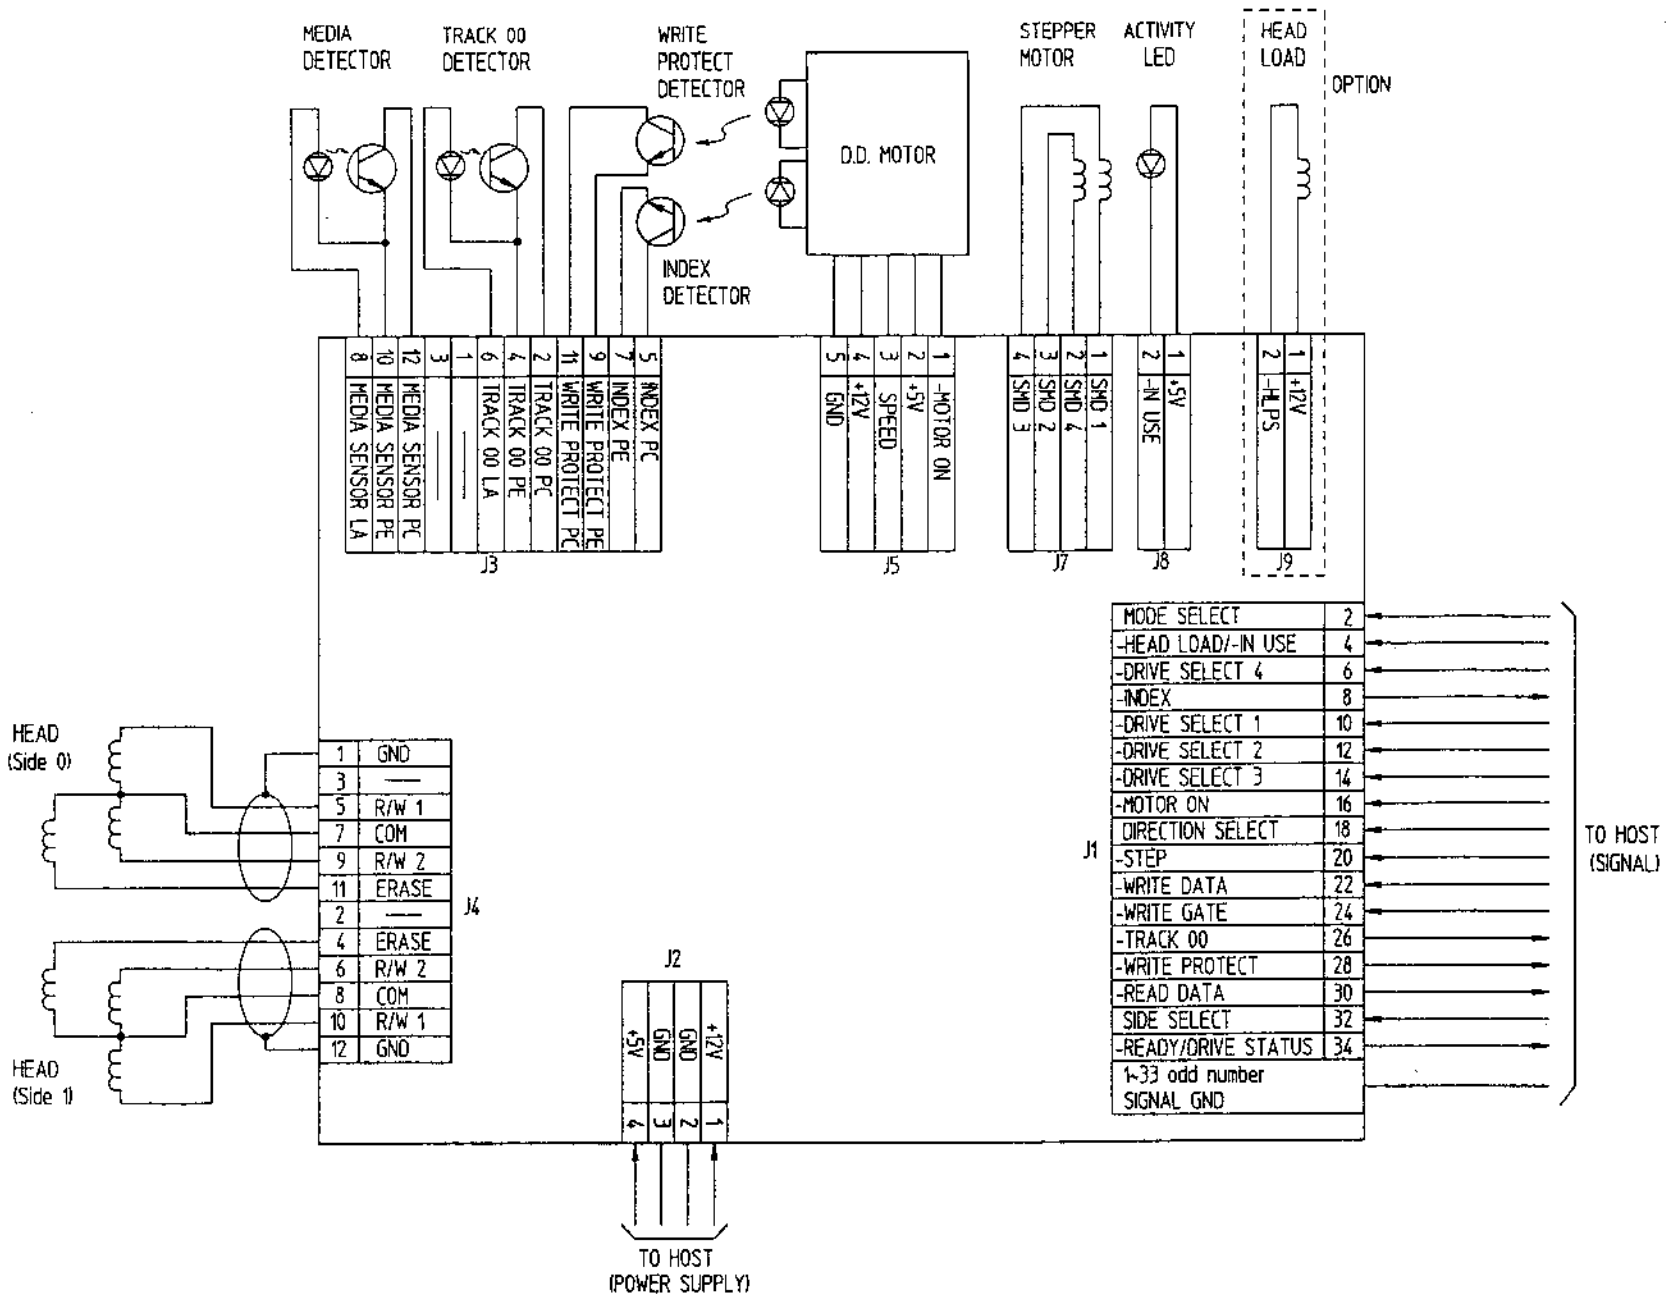 MEDIA
DETECTOR
TRACK 00
DETECTOR
WRITE
PROTECT
DETECTOR
STEPPER
MOTOR
ACTIVITY
LED
HEAD
LOAD
OPTION
D.D. MOTOR
INDEX
DETECTOR
8 MEDIA SENSOR LA
10 MEDIA SENSOR PE
12 MEDIA SENSOR PC
3 —
1 —
6 TRACK 00 LA
4 TRACK 00 PE
2 TRACK 00 PC
11 WRITE PROTECT PC
9 WRITE PROTECT PE
7 INDEX PE
5 INDEX PC
J3
5 GND
4 +12V
3 SPEED
2 +5V
1 -MOTOR ON
J5
4 SMD 3
3 SMD 2
2 SMD 4
1 SMD 1
J7
2 -IN USE
1 +5V
J8
2 -HLPS
1 +12V
J9
MODE SELECT 2
-HEAD LOAD/-IN USE 4
-DRIVE SELECT 4 6
-INDEX 8
-DRIVE SELECT 1 10
-DRIVE SELECT 2 12
-DRIVE SELECT 3 14
-MOTOR ON 16
DIRECTION SELECT 18
-STEP 20
-WRITE DATA 22
-WRITE GATE 24
-TRACK 00 26
-WRITE PROTECT 28
-READ DATA 30
SIDE SELECT 32
-READY/DRIVE STATUS 34
1~33 odd number
SIGNAL GND
J1
TO HOST
(SIGNAL)
HEAD
(Side 0)
1 GND
3 —
5 R/W 1
7 COM
9 R/W 2
11 ERASE
2 —
4 ERASE
6 R/W 2
8 COM
10 R/W 1
12 GND
J4
HEAD
(Side 1)
J2
+5V 4
GND 3
GND 2
+12V 1
TO HOST
(POWER SUPPLY)